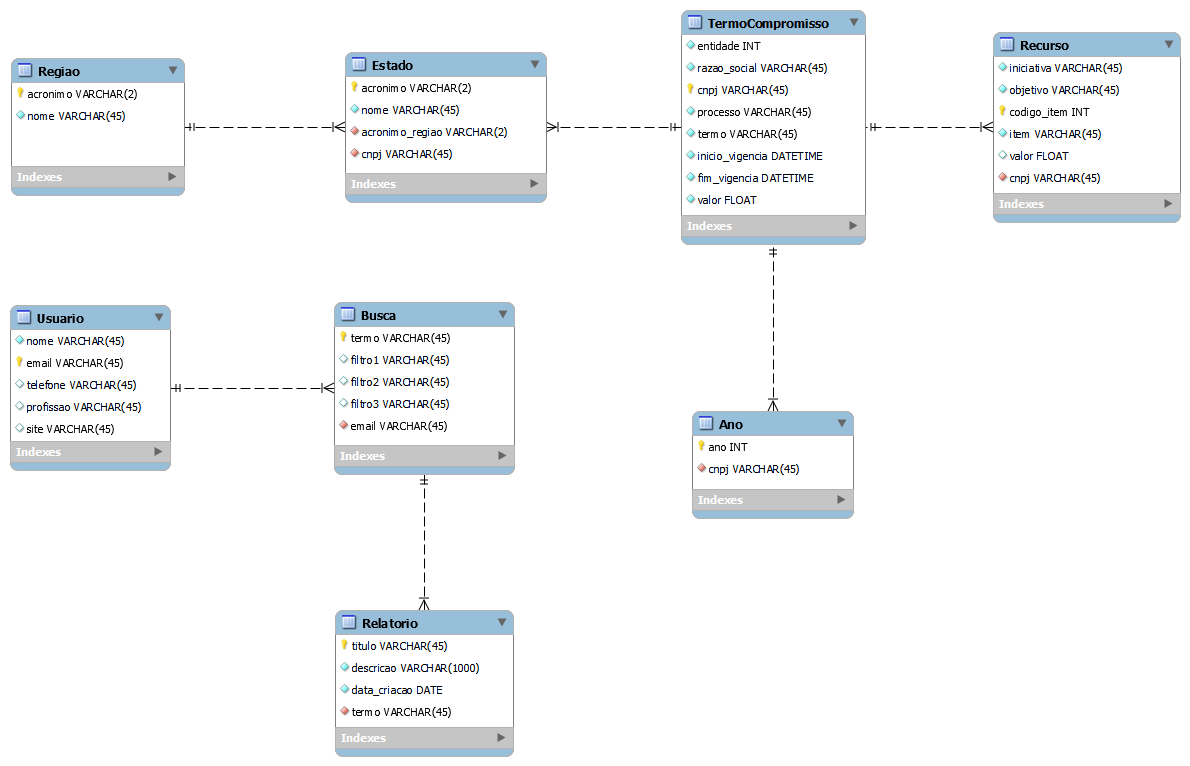 Regiao
acronimo VARCHAR(2)
nome VARCHAR(45)
Indexes
Estado
acronimo VARCHAR(2)
nome VARCHAR(45)
acronimo_regiao VARCHAR(2)
cnpj VARCHAR(45)
Indexes
TermoCompromisso
entidade INT
razao_social VARCHAR(45)
cnpj VARCHAR(45)
processo VARCHAR(45)
termo VARCHAR(45)
inicio_vigencia DATETIME
fim_vigencia DATETIME
valor FLOAT
Indexes
Recurso
iniciativa VARCHAR(45)
objetivo VARCHAR(45)
codigo_item INT
item VARCHAR(45)
valor FLOAT
cnpj VARCHAR(45)
Indexes
Usuario
nome VARCHAR(45)
email VARCHAR(45)
telefone VARCHAR(45)
profissao VARCHAR(45)
site VARCHAR(45)
Indexes
Busca
termo VARCHAR(45)
filtro1 VARCHAR(45)
filtro2 VARCHAR(45)
filtro3 VARCHAR(45)
email VARCHAR(45)
Indexes
Ano
ano INT
cnpj VARCHAR(45)
Indexes
Relatorio
titulo VARCHAR(45)
descricao VARCHAR(1000)
data_criacao DATE
termo VARCHAR(45)
Indexes